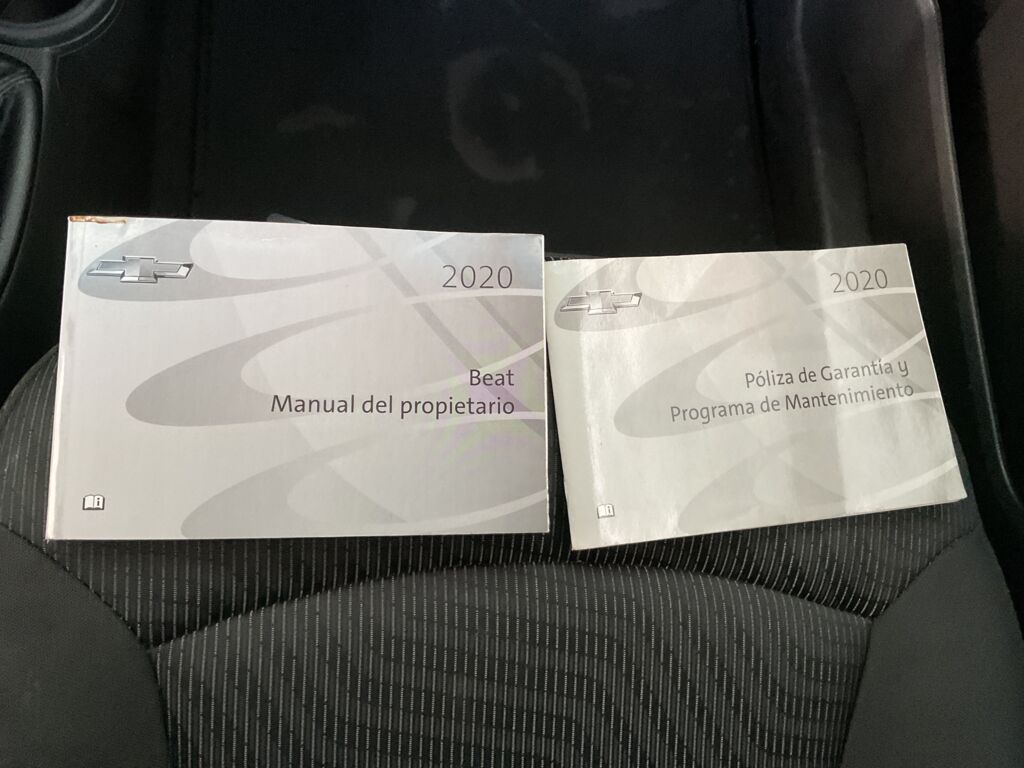 2020
Beat
Manual del propietario
2020
Póliza de Garantía y
Programa de Mantenimiento